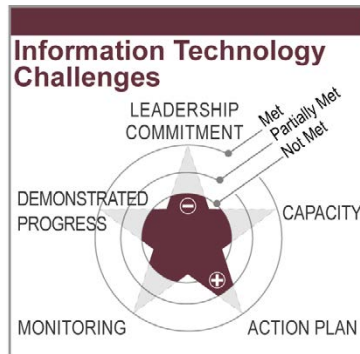 Information Technology
Challenges
LEADERSHIP
COMMITMENT
Met
Partially Met
Not Met
DEMONSTRATED
PROGRESS
CAPACITY
MONITORING
ACTION PLAN